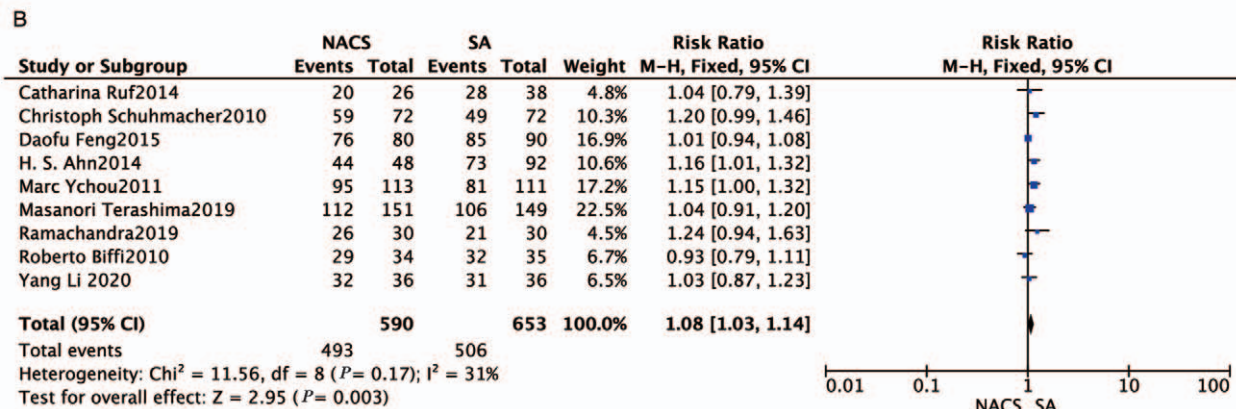 B
NACS SA Risk Ratio Risk Ratio
Study or Subgroup Events Total Events Total Weight M-H, Fixed, 95% CI M-H, Fixed, 95% CI
Catharina Ruf2014 20 26 28 38 4.8% 1.04 [0.79, 1.39]
Christoph Schuhmacher2010 59 72 49 72 10.3% 1.20 [0.99, 1.46]
Daofu Feng2015 76 80 85 90 16.9% 1.01 [0.94, 1.08]
H. S. Ahn2014 44 48 73 92 10.6% 1.16 [1.01, 1.32]
Marc Ychou2011 95 113 81 111 17.2% 1.15 [1.00, 1.32]
Masanori Terashima2019 112 151 106 149 22.5% 1.04 [0.91, 1.20]
Ramachandra2019 26 30 21 30 4.5% 1.24 [0.94, 1.63]
Roberto Biffi2010 29 34 32 35 6.7% 0.93 [0.79, 1.11]
Yang Li 2020 32 36 31 36 6.5% 1.03 [0.87, 1.23]
Total (95% CI) 590 653 100.0% 1.08 [1.03, 1.14]
Total events 493 506
Heterogeneity: Chi² = 11.56, df = 8 (P= 0.17); I² = 31%
Test for overall effect: Z = 2.95 (P= 0.003)
0.01 0.1 1 10 100
NACS SA